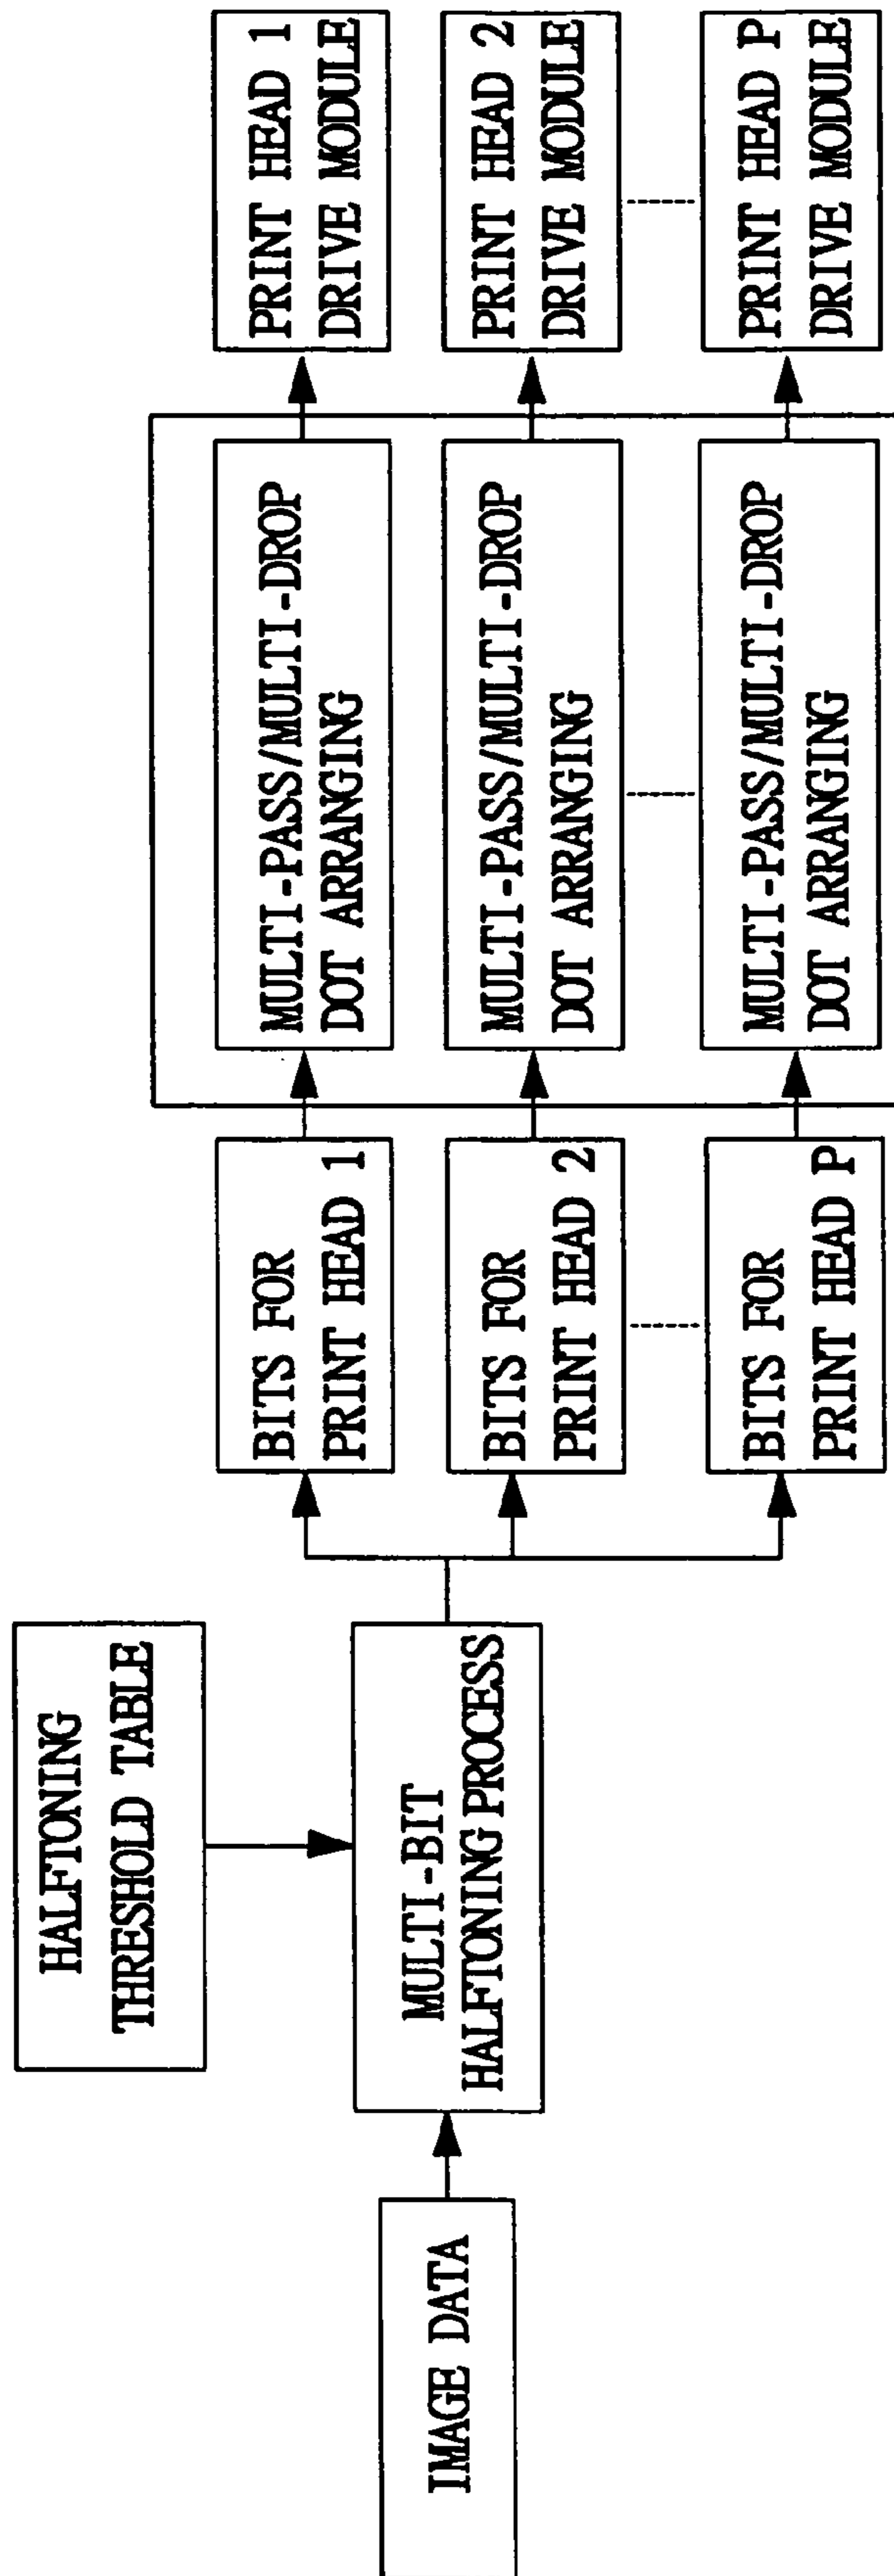 IMAGE DATA
HALFTONING
THRESHOLD TABLE
MULTI-BIT
HALFTONING PROCESS
BITS FOR
PRINT HEAD 1
BITS FOR
PRINT HEAD 2
BITS FOR
PRINT HEAD P
MULTI-PASS/MULTI-DROP
DOT ARRANGING
MULTI-PASS/MULTI-DROP
DOT ARRANGING
MULTI-PASS/MULTI-DROP
DOT ARRANGING
PRINT HEAD 1
DRIVE MODULE
PRINT HEAD 2
DRIVE MODULE
PRINT HEAD P
DRIVE MODULE